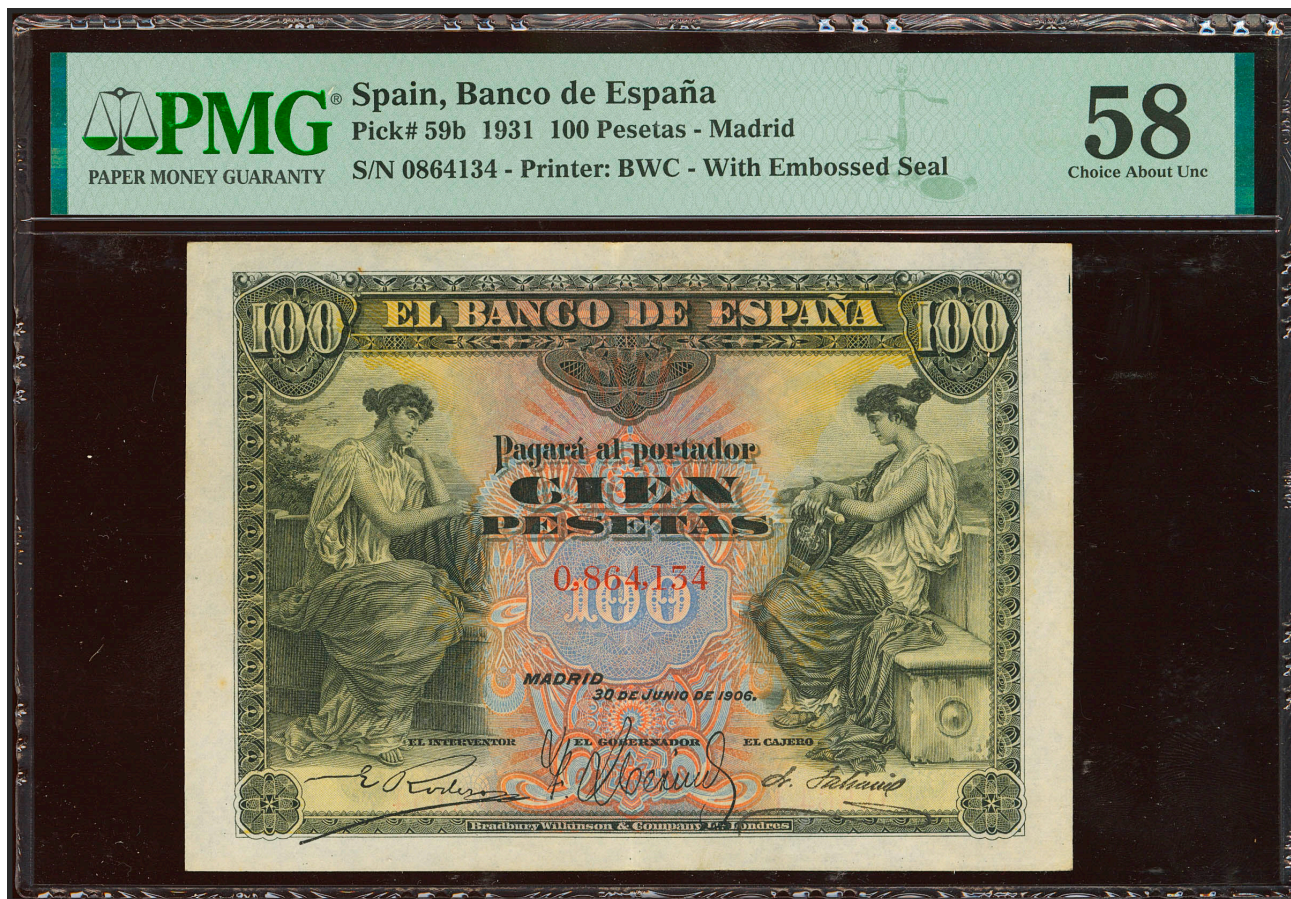 PMG®
PAPER MONEY GUARANTY
Spain, Banco de España
Pick# 59b 1931 100 Pesetas - Madrid
S/N 0864134 - Printer: BWC - With Embossed Seal
58
Choice About Unc
100 EL BANCO DE ESPAÑA 100
Pagará al portador
CIEN
PESETAS
0,864,134
100
MADRID
30 DE JUNIO DE 1906.
EL INTERVENTOR EL GOBERNADOR EL CAJERO
Bradbury Wilkinson & Company Ld. Londres